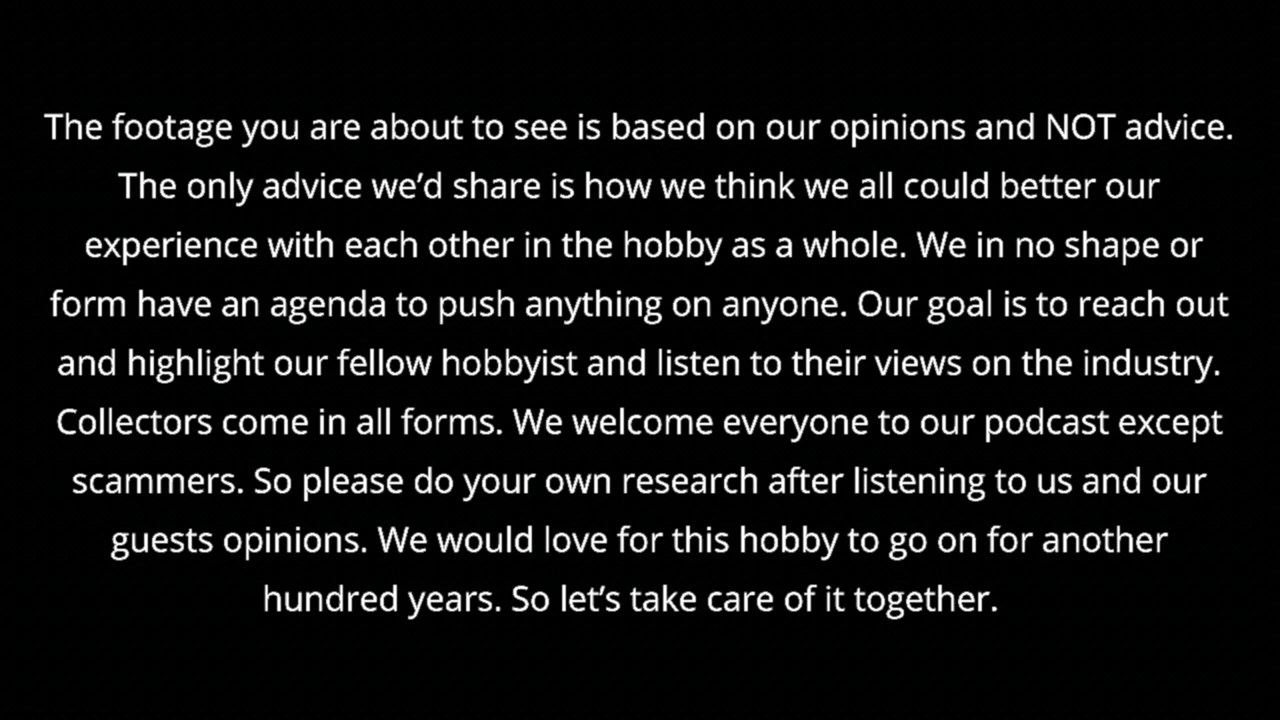 The footage you are about to see is based on our opinions and NOT advice.
The only advice we’d share is how we think we all could better our
experience with each other in the hobby as a whole. We in no shape or
form have an agenda to push anything on anyone. Our goal is to reach out
and highlight our fellow hobbyist and listen to their views on the industry.
Collectors come in all forms. We welcome everyone to our podcast except
scammers. So please do your own research after listening to us and our
guests opinions. We would love for this hobby to go on for another
hundred years. So let’s take care of it together.